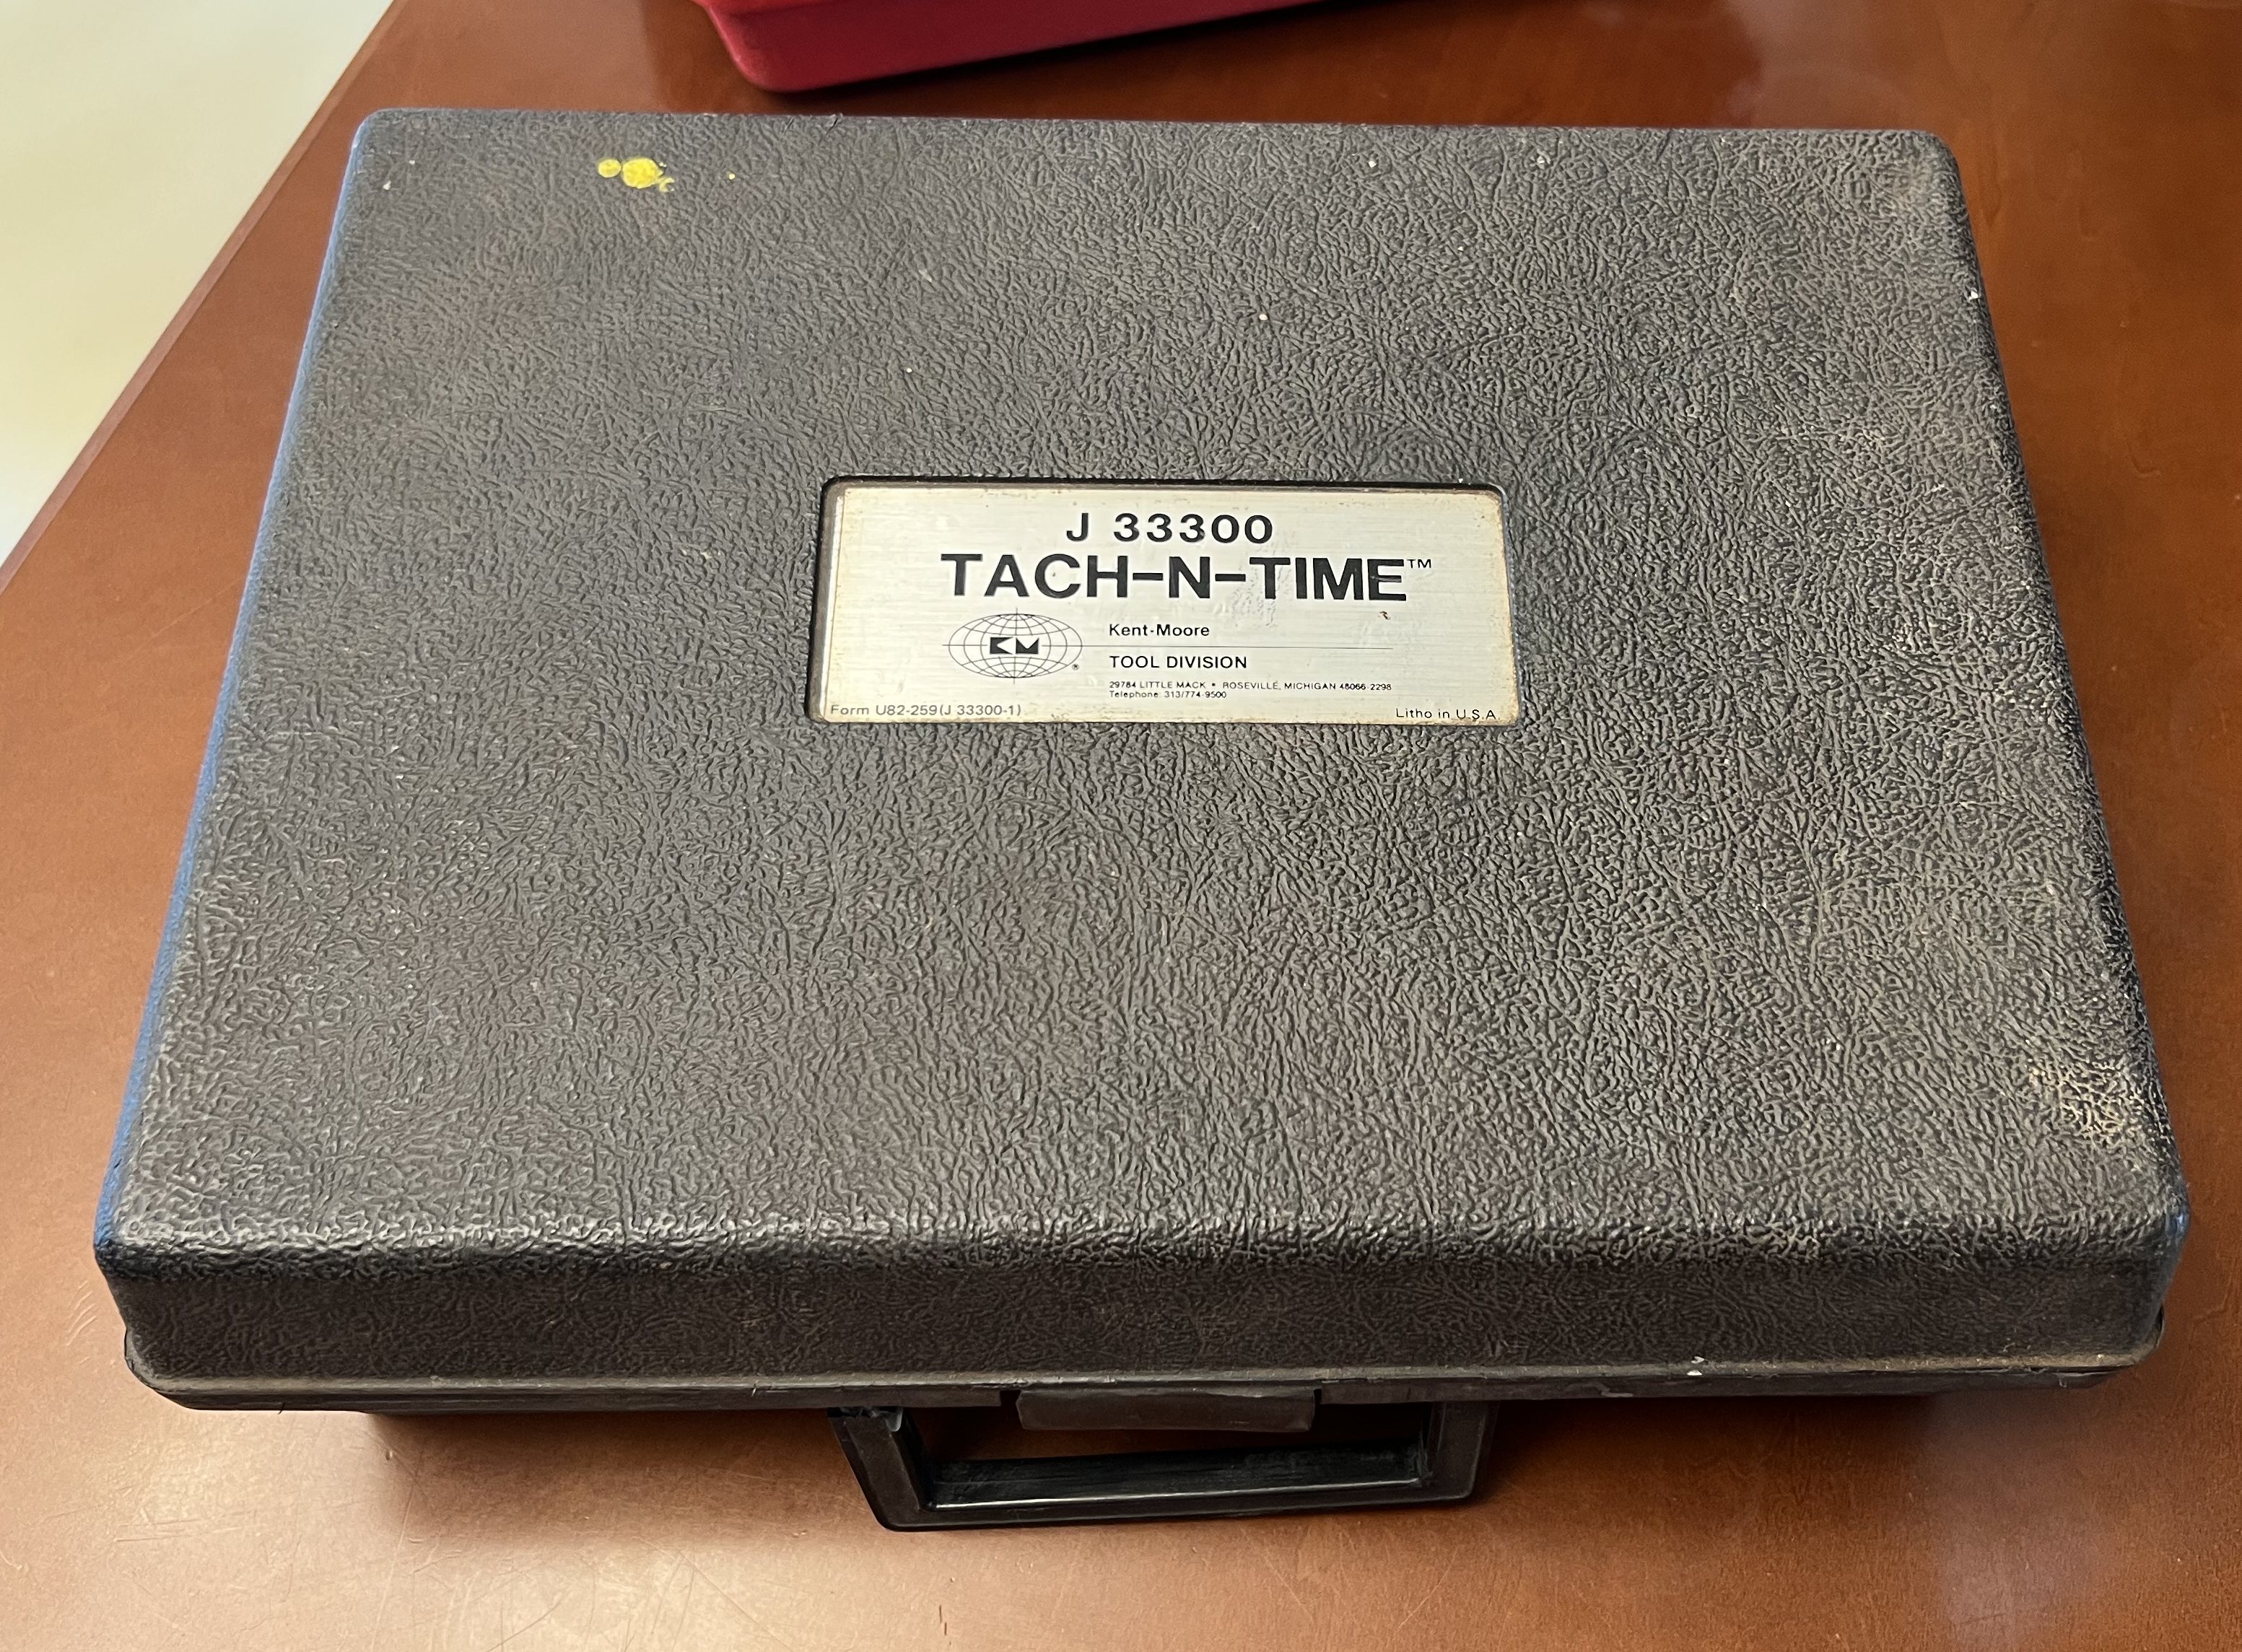 J 33300
TACH-N-TIME™
KM ®
Kent-Moore
TOOL DIVISION
29784 LITTLE MACK • ROSEVILLE, MICHIGAN 48066-2298
Telephone: 313/774-9500
Form U82-259(J 33300-1)
Litho in U.S.A